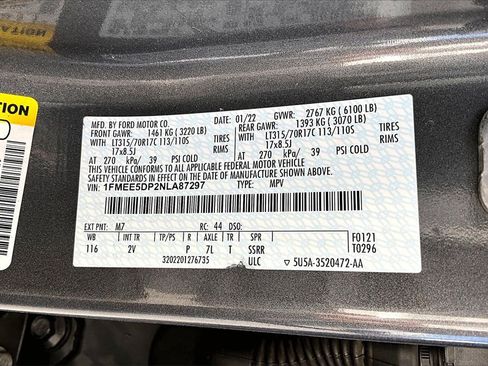 MFD. BY FORD MOTOR CO.
01/22 GVWR: 2767 KG ( 6100 LB)
FRONT GAWR: 1461 KG ( 3220 LB)
REAR GAWR: 1393 KG ( 3070 LB)
LT315/70R17C 113/110S TIRES
LT315/70R17C 113/110S TIRES
17x8.5J RIMS
17x8.5J RIMS
AT 270 kPa/ 39 PSI COLD
AT 270 kPa/ 39 PSI COLD
THIS VEHICLE CONFORMS TO ALL APPLICABLE FEDERAL MOTOR VEHICLE
SAFETY STANDARDS IN EFFECT ON THE DATE OF MANUFACTURE SHOWN ABOVE.
VIN: 1FMEE5DP2NLA87297
TYPE: MPV
EXT PNT: M7 RC: 44 DSO:
WB INT TR TP/PS R AXLE TR SPR F0121
116 2V P 7L T SSRR T0296
3202201276735 ULC 5U5A-3520472-AA